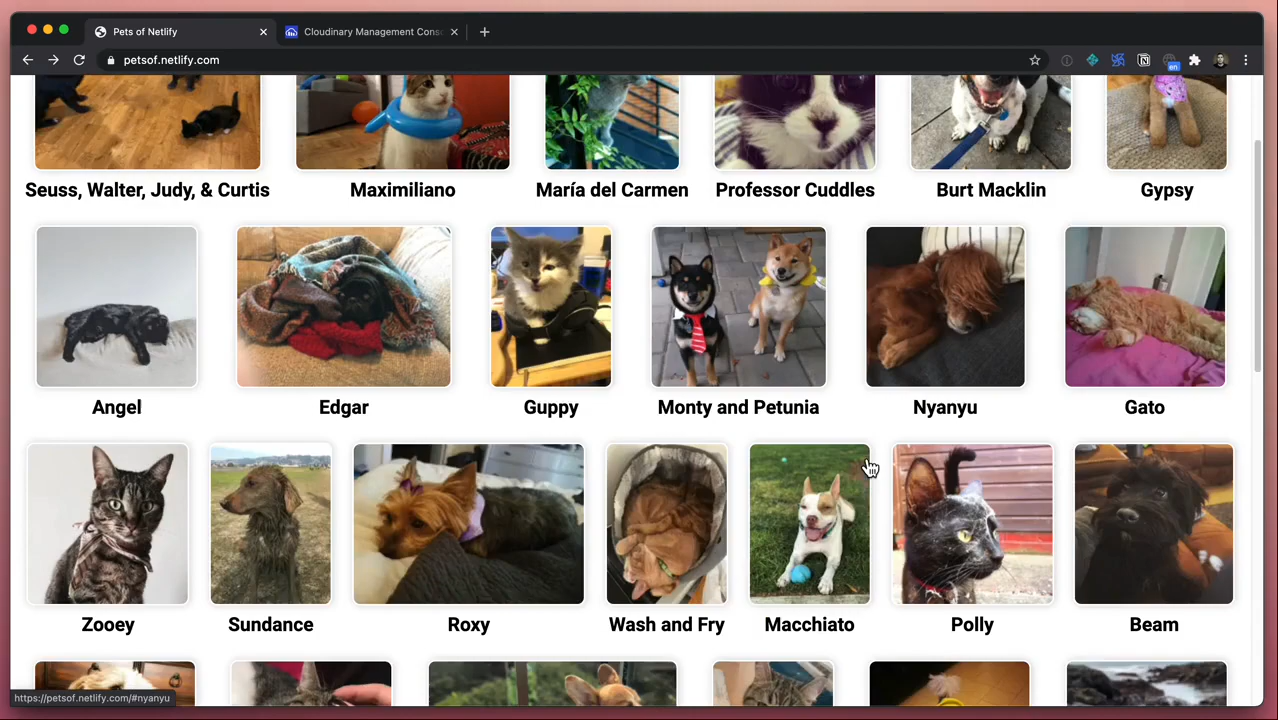 Pets of Netlify
Cloudinary Management Cons
petsof.netlify.com
en
Seuss, Walter, Judy, & Curtis
Maximiliano
María del Carmen
Professor Cuddles
Burt Macklin
Gypsy
Angel
Edgar
Guppy
Monty and Petunia
Nyanyu
Gato
Zooey
Sundance
Roxy
Wash and Fry
Macchiato
Polly
Beam
https://petsof.netlify.com/#nyanyu